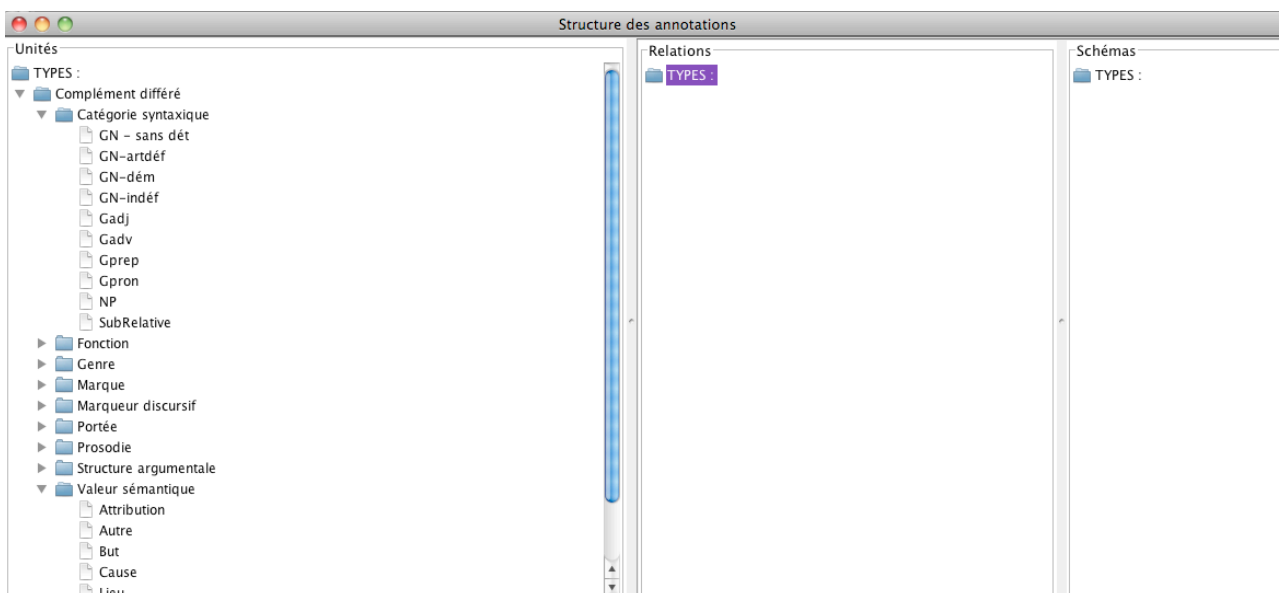 Structure des annotations
Unités
TYPES :
Complément différé
Catégorie syntaxique
GN - sans dét
GN-artdéf
GN-dém
GN-indéf
Gadj
Gadv
Gprep
Gpron
NP
SubRelative
Fonction
Genre
Marque
Marqueur discursif
Portée
Prosodie
Structure argumentale
Valeur sémantique
Attribution
Autre
But
Cause
Lieu
Relations
TYPES :
Schémas
TYPES :